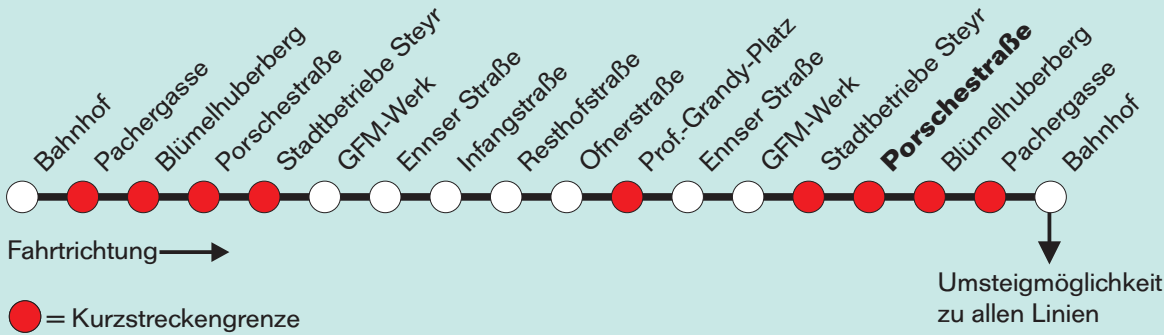 Bahnhof
Pachergasse
Blümelhuberberg
Porschestraße
Stadtbetriebe Steyr
GFM-Werk
Ennser Straße
Infangstraße
Resthofstraße
Ofnerstraße
Prof.-Grandy-Platz
Ennser Straße
GFM-Werk
Stadtbetriebe Steyr
Porschestraße
Blümelhuberberg
Pachergasse
Bahnhof
Fahrtrichtung
Umsteigmöglichkeit
zu allen Linien
= Kurzstreckengrenze